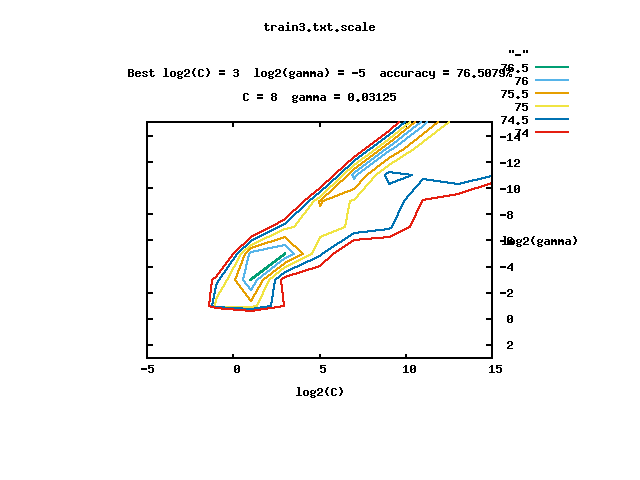 train3.txt.scale
"-"
Best log2(C) = 3  log2(gamma) = -5  accuracy = 76.5079%
76.5
76
C = 8  gamma = 0.03125
75.5
75
74.5
74
-14
-12
-10
-8
-6
log2(gamma)
-4
-2
0
2
-5 0 5 10 15
log2(C)